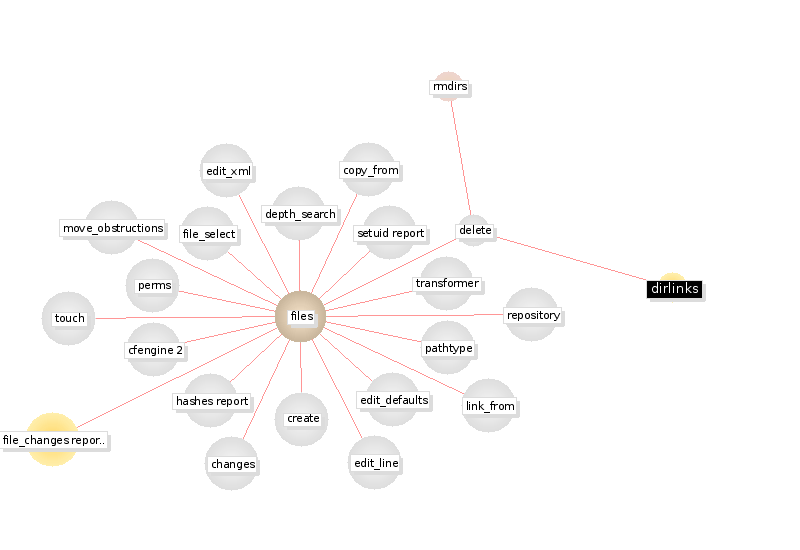 rmdirs
edit_xml
copy_from
depth_search
move_obstructions
file_select
setuid report
delete
perms
transformer
dirlinks
touch
files
repository
cfengine 2
pathtype
hashes report
edit_defaults
link_from
create
file_changes repor..
changes
edit_line